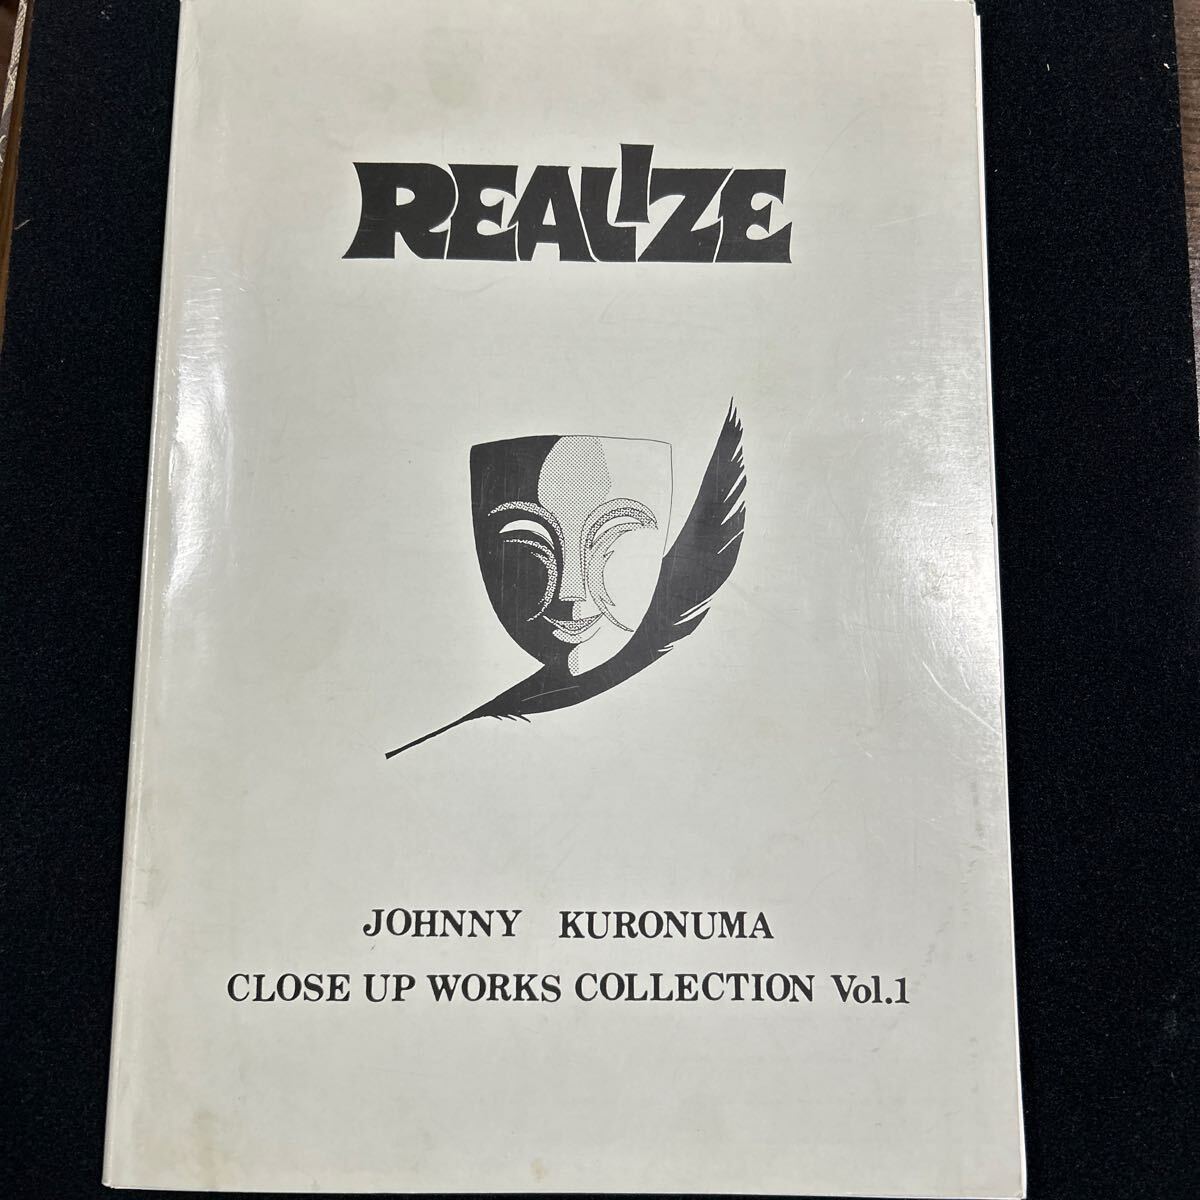 REALIZE
JOHNNY KURONUMA
CLOSE UP WORKS COLLECTION Vol.1